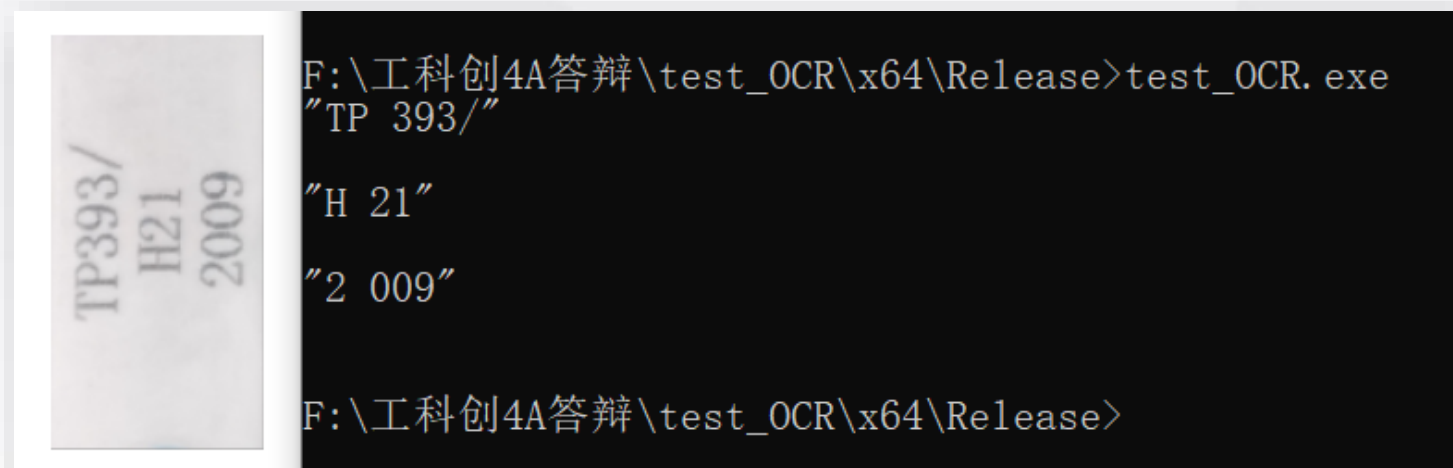 TP393/
H21
2009
F:\工科创4A答辩\test_OCR\x64\Release>test_OCR.exe
"TP 393/"
"H 21"
"2 009"
F:\工科创4A答辩\test_OCR\x64\Release>